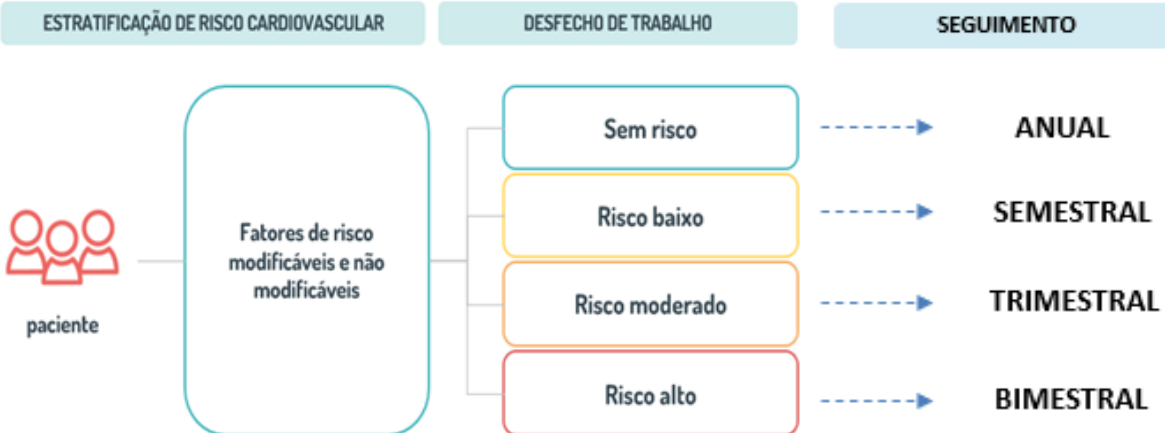 ESTRATIFICAÇÃO DE RISCO CARDIOVASCULAR
DESFECHO DE TRABALHO
SEGUIMENTO
paciente
Fatores de risco
modificáveis e não
modificáveis
Sem risco
ANUAL
Risco baixo
SEMESTRAL
Risco moderado
TRIMESTRAL
Risco alto
BIMESTRAL